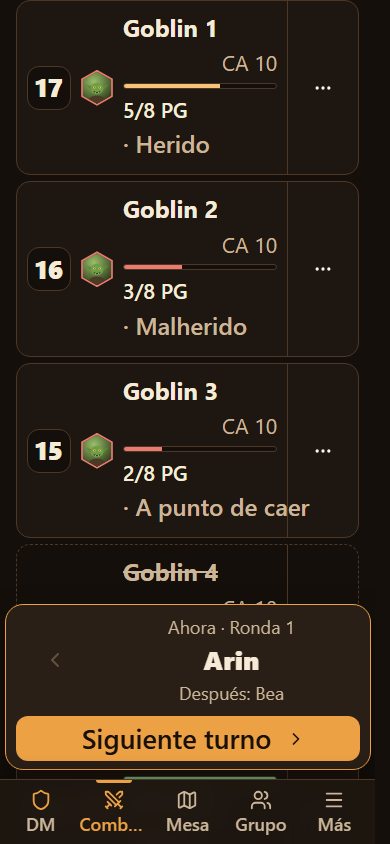 Goblin 1
CA 10
17
5/8 PG
· Herido
Goblin 2
CA 10
16
3/8 PG
· Malherido
Goblin 3
CA 10
15
2/8 PG
· A punto de caer
Goblin 4
Ahora · Ronda 1
Arin
Después: Bea
Siguiente turno
DM
Comb...
Mesa
Grupo
Más